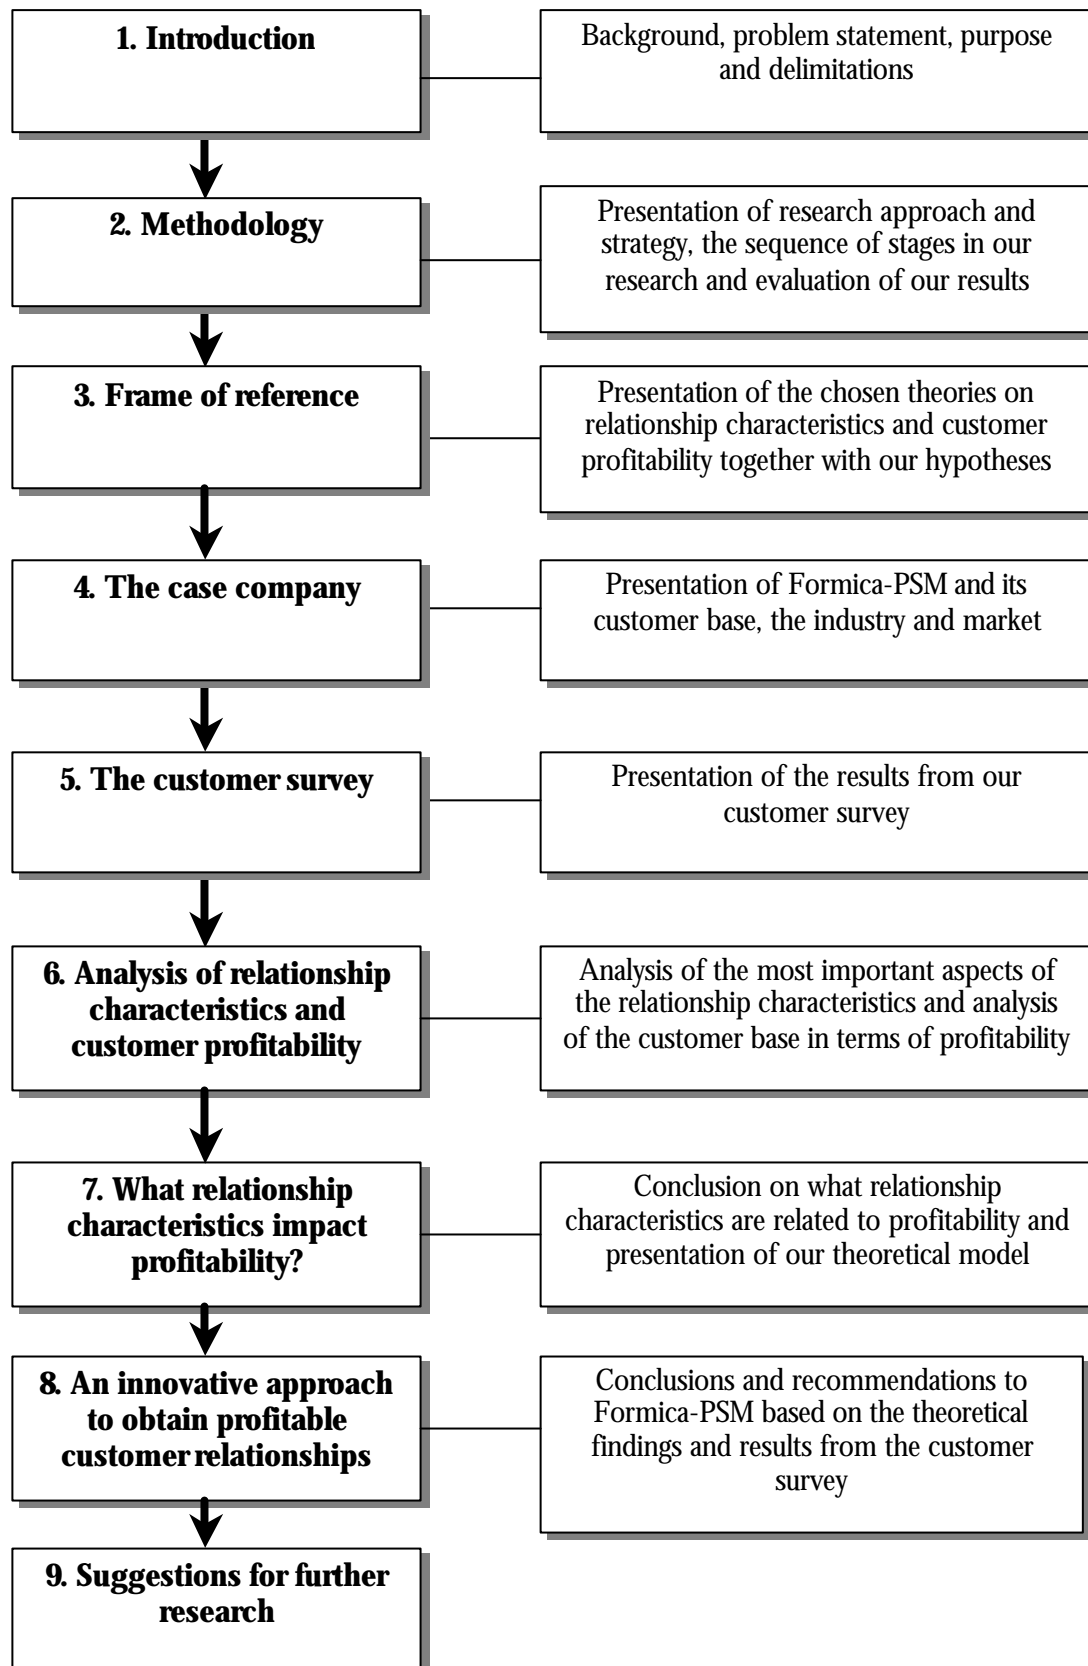 1. Introduction
Background, problem statement, purpose
and delimitations
2. Methodology
Presentation of research approach and
strategy, the sequence of stages in our
research and evaluation of our results
3. Frame of reference
Presentation of the chosen theories on
relationship characteristics and customer
profitability together with our hypotheses
4. The case company
Presentation of Formica-PSM and its
customer base, the industry and market
5. The customer survey
Presentation of the results from our
customer survey
6. Analysis of relationship
characteristics and
customer profitability
Analysis of the most important aspects of
the relationship characteristics and analysis
of the customer base in terms of profitability
7. What relationship
characteristics impact
profitability?
Conclusion on what relationship
characteristics are related to profitability and
presentation of our theoretical model
8. An innovative approach
to obtain profitable
customer relationships
Conclusions and recommendations to
Formica-PSM based on the theoretical
findings and results from the customer
survey
9. Suggestions for further
research